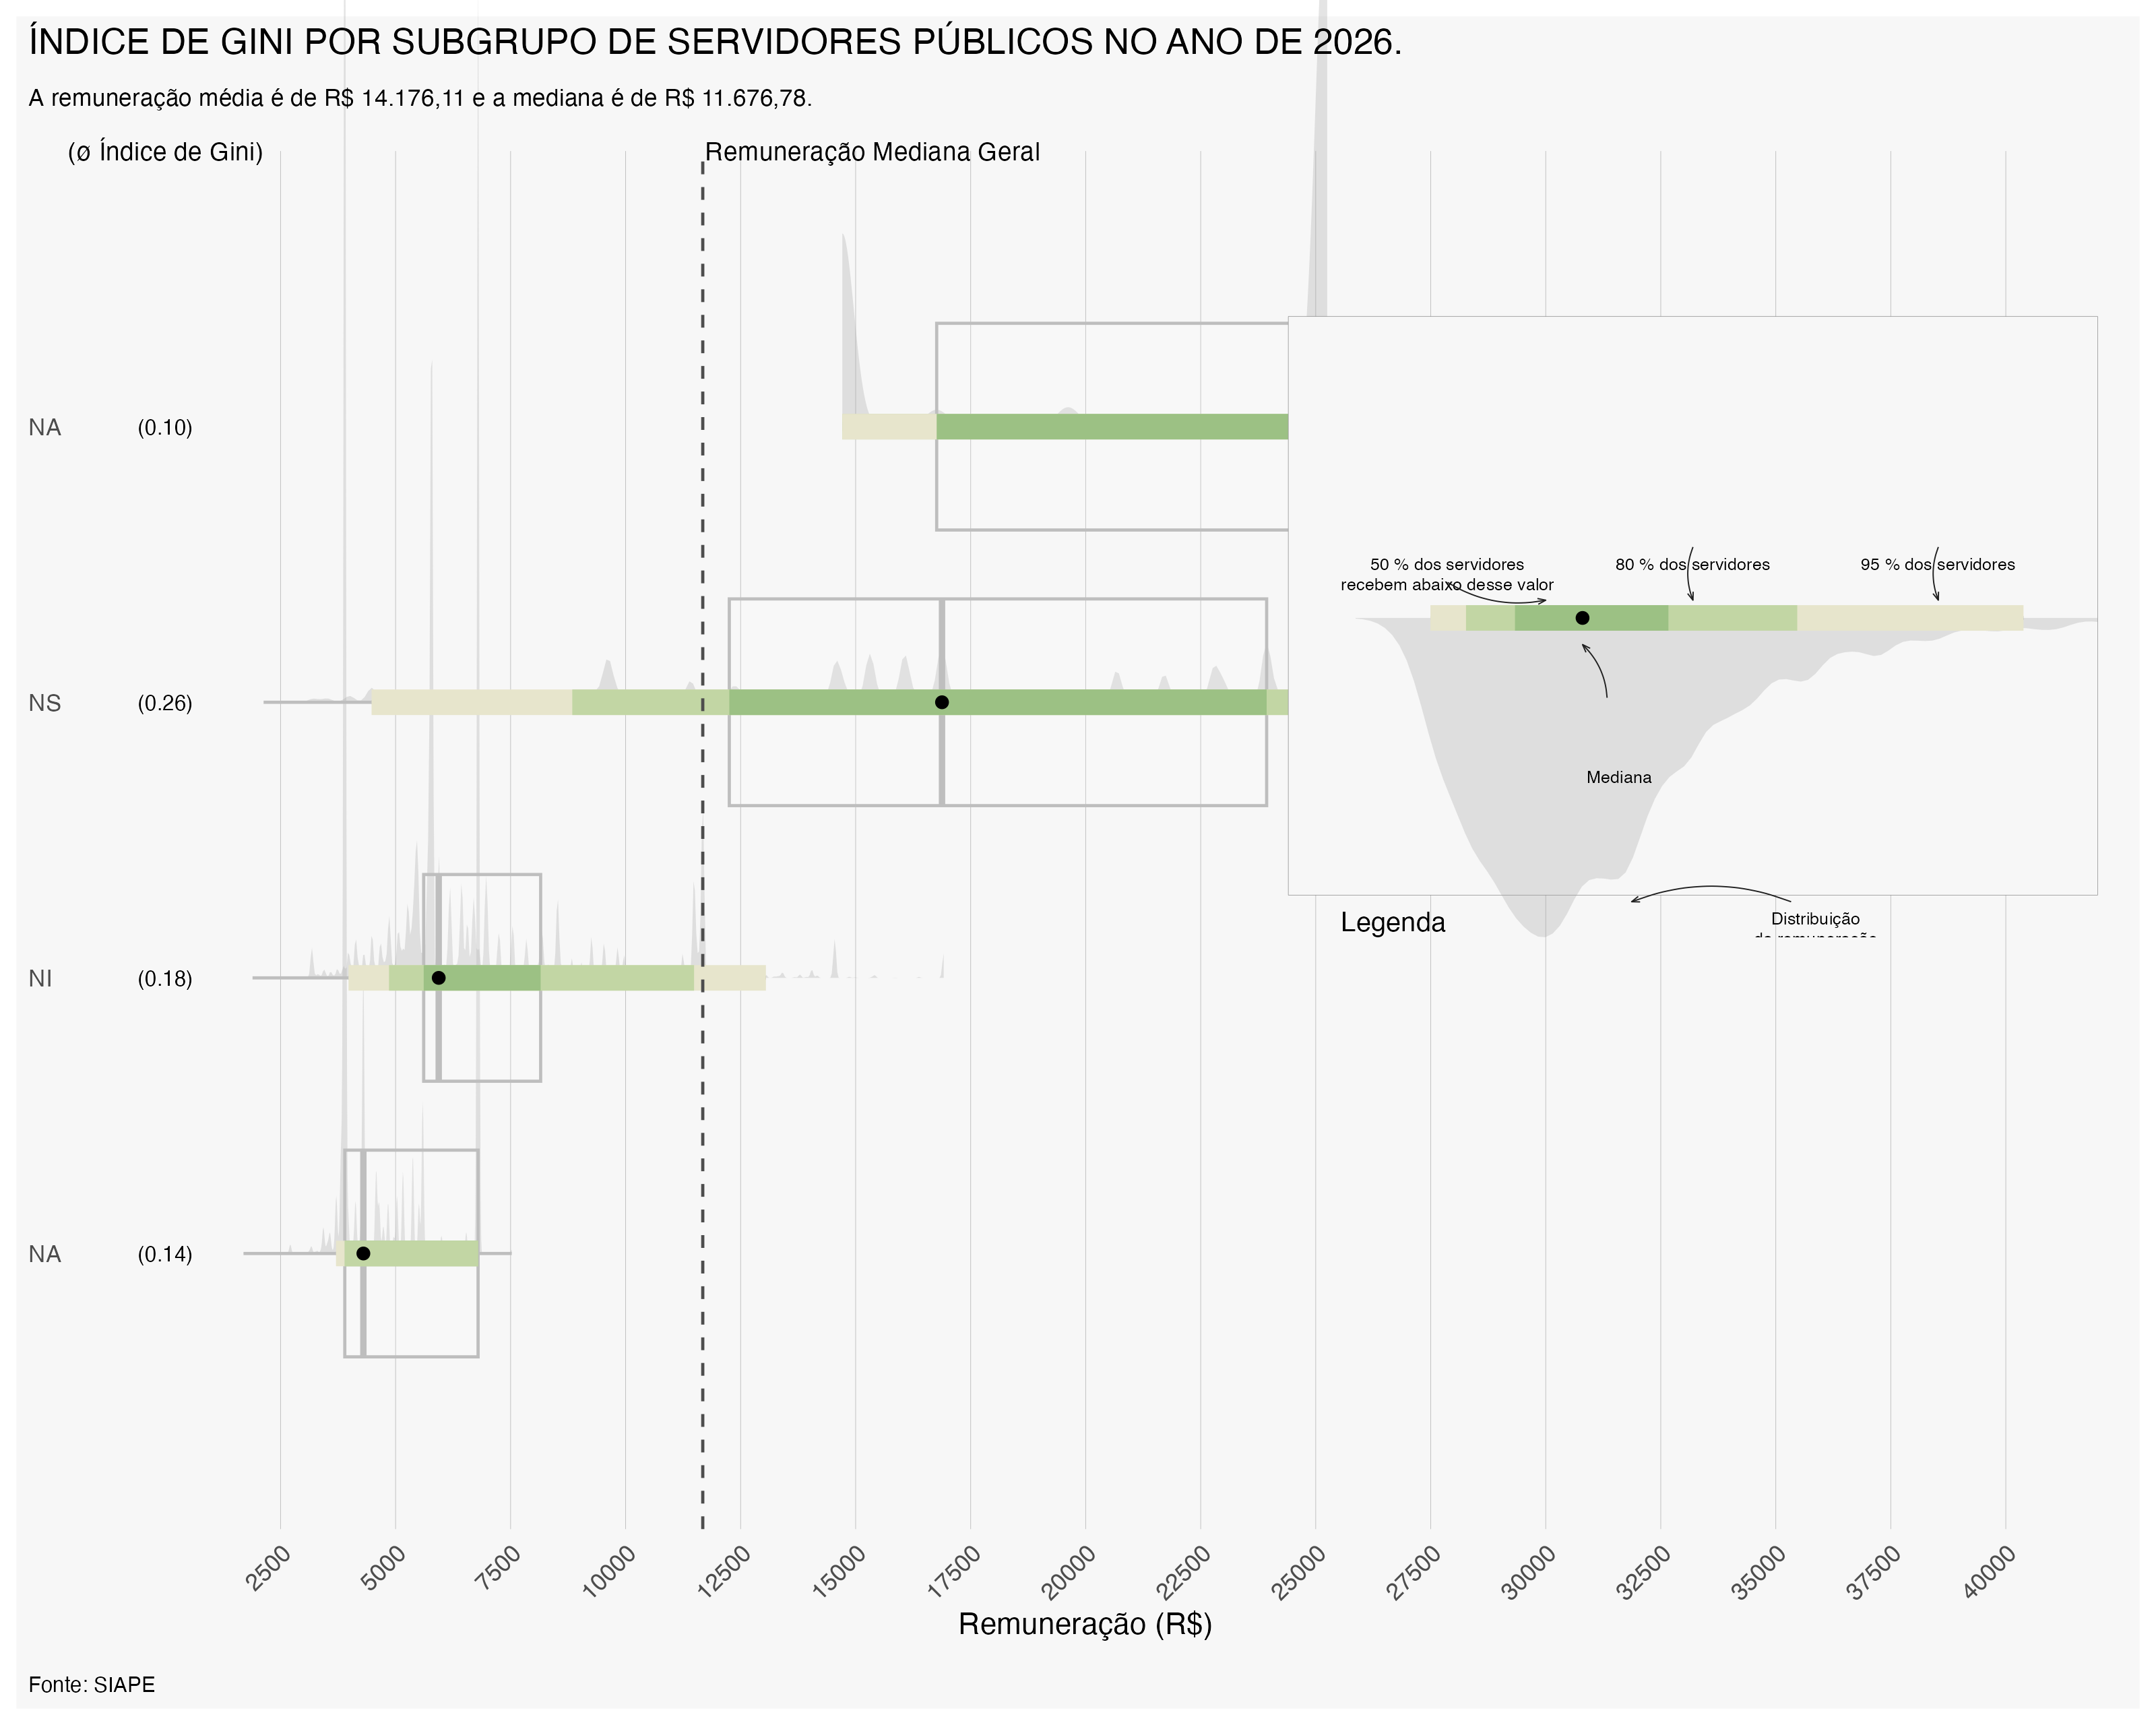 ÍNDICE DE GINI POR SUBGRUPO DE SERVIDORES PÚBLICOS NO ANO DE 2026.
A remuneração média é de R$ 14.176,11 e a mediana é de R$ 11.676,78.
(ø Índice de Gini)
Remuneração Mediana Geral
NA (0.10)
50 % dos servidores
recebem abaixo desse valor
80 % dos servidores
95 % dos servidores
NS (0.26)
Mediana
Legenda
Distribuição
da remuneração
NI (0.18)
NA (0.14)
2500 5000 7500 10000 12500 15000 17500 20000 22500 25000 27500 30000 32500 35000 37500 40000
Remuneração (R$)
Fonte: SIAPE